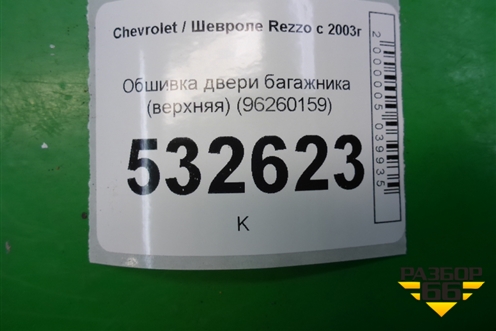 Chevrolet / Шевроле Rezzo с 2003г
Обшивка двери багажника
(верхняя) (96260159)
532623
К
2000005039935
РАЗБОР
66